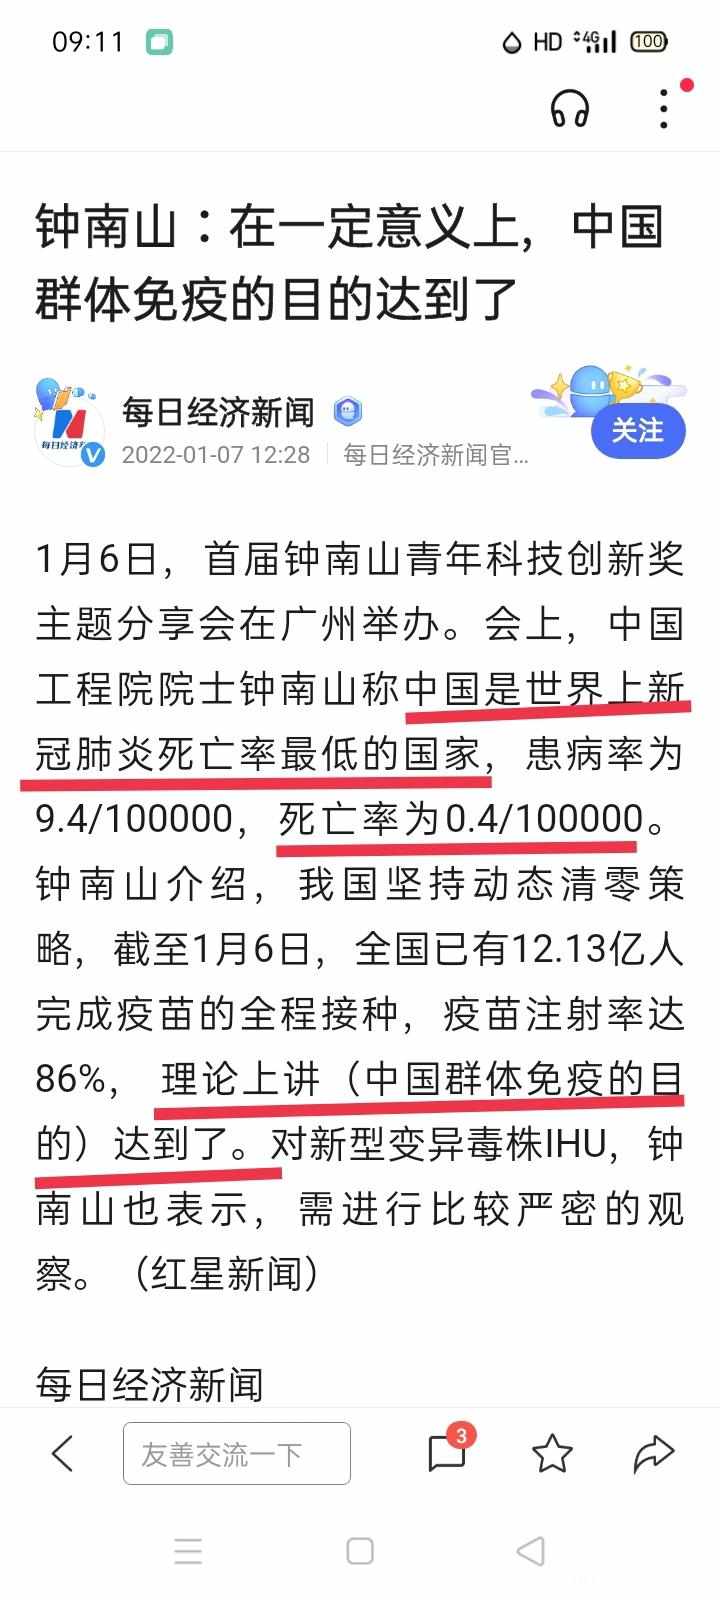 09:11
HD 4G 100
钟南山：在一定意义上，中国
群体免疫的目的达到了
每日经济新闻
2022-01-07 12:28 每日经济新闻官...
关注
1月6日，首届钟南山青年科技创新奖
主题分享会在广州举办。会上，中国
工程院院士钟南山称中国是世界上新
冠肺炎死亡率最低的国家，患病率为
9.4/100000，死亡率为0.4/100000。
钟南山介绍，我国坚持动态清零策
略，截至1月6日，全国已有12.13亿人
完成疫苗的全程接种，疫苗注射率达
86%，理论上讲（中国群体免疫的目
的）达到了。对新型变异毒株IHU，钟
南山也表示，需进行比较严密的观
察。（红星新闻）
每日经济新闻
友善交流一下
3